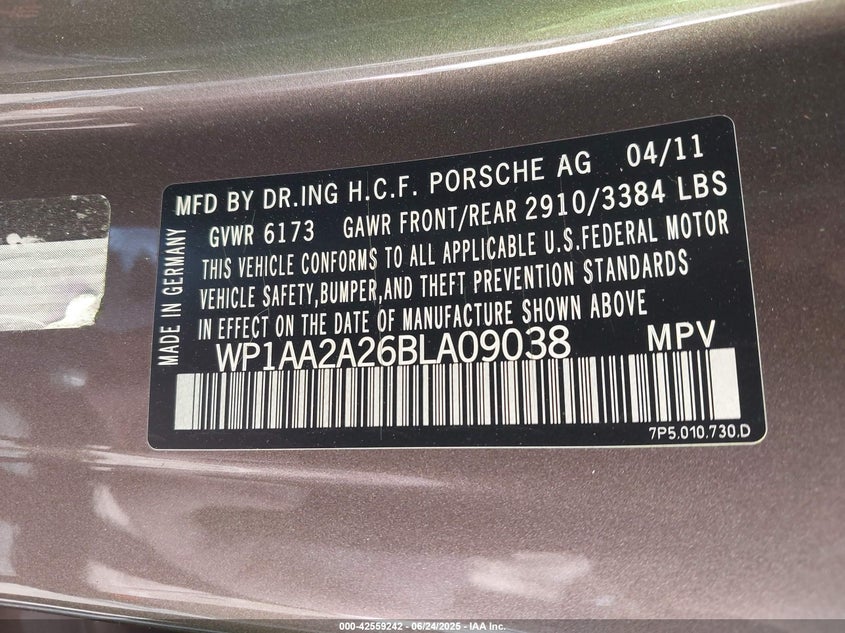 MFD BY DR.ING H.C.F. PORSCHE AG 04/11
GVWR 6173 GAWR FRONT/REAR 2910/3384 LBS
THIS VEHICLE CONFORMS TO ALL APPLICABLE U.S.FEDERAL MOTOR
VEHICLE SAFETY,BUMPER,AND THEFT PREVENTION STANDARDS
IN EFFECT ON THE DATE OF MANUFACTURE SHOWN ABOVE
MADE IN GERMANY
WP1AA2A26BLA09038 MPV
7P5.010.730.D
000-42559242 - 06/24/2025 - IAA Inc.